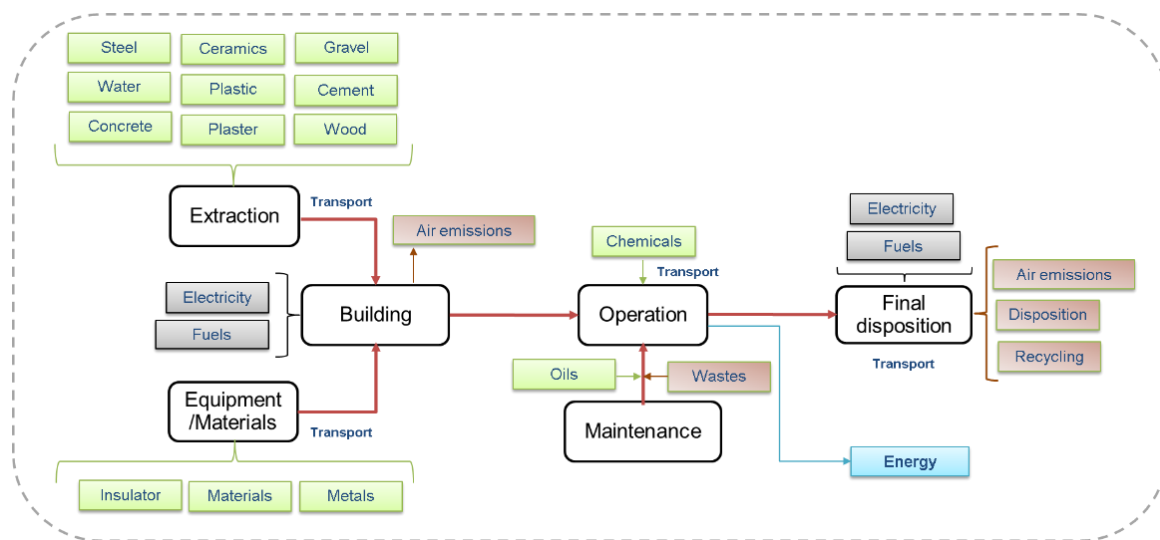 Steel
Ceramics
Gravel
Water
Plastic
Cement
Concrete
Plaster
Wood
Extraction
Transport
Air emissions
Chemicals
Transport
Electricity
Fuels
Electricity
Fuels
Building
Operation
Final
disposition
Air emissions
Disposition
Recycling
Transport
Oils
Wastes
Equipment
/Materials
Transport
Maintenance
Energy
Insulator
Materials
Metals